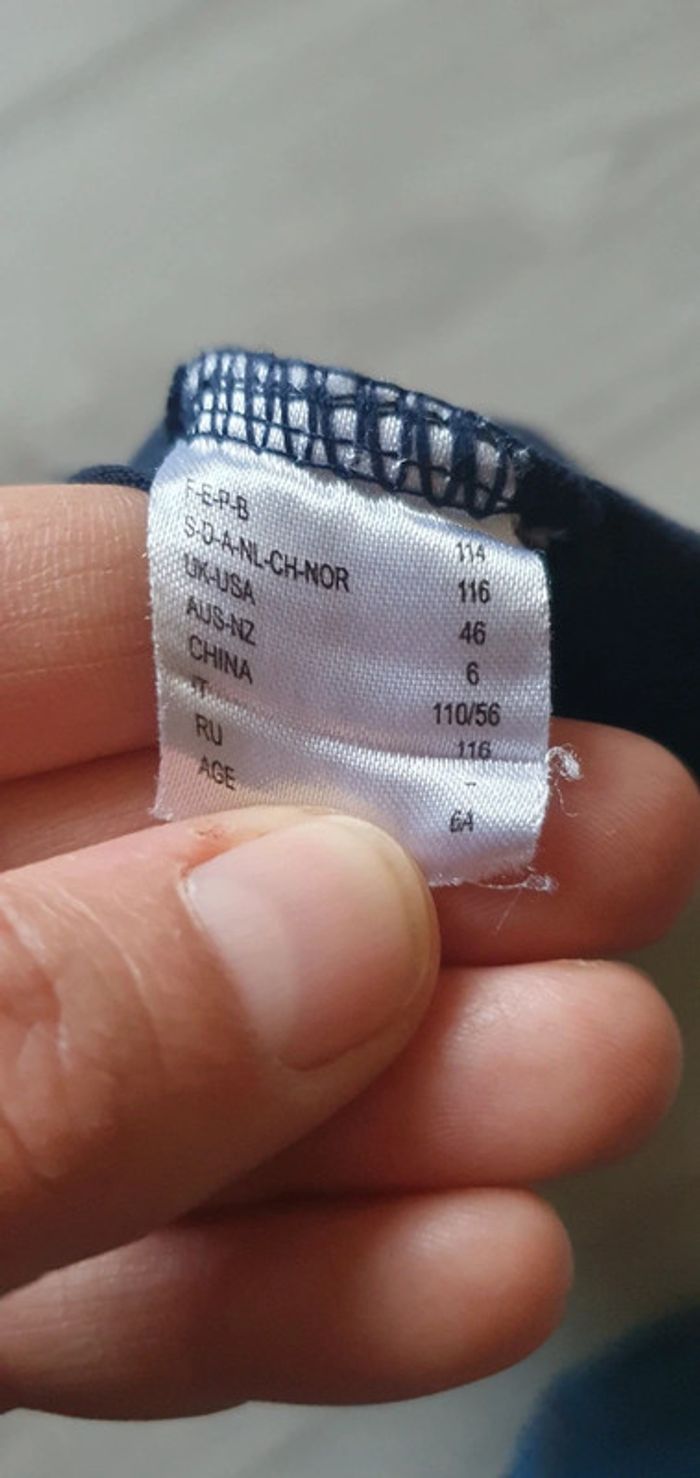 F-E-P-B 114
S-D-A-NL-CH-NOR 116
UK-USA 46
AUS-NZ 6
CHINA 110/56
IT 116
RU -
AGE 6A